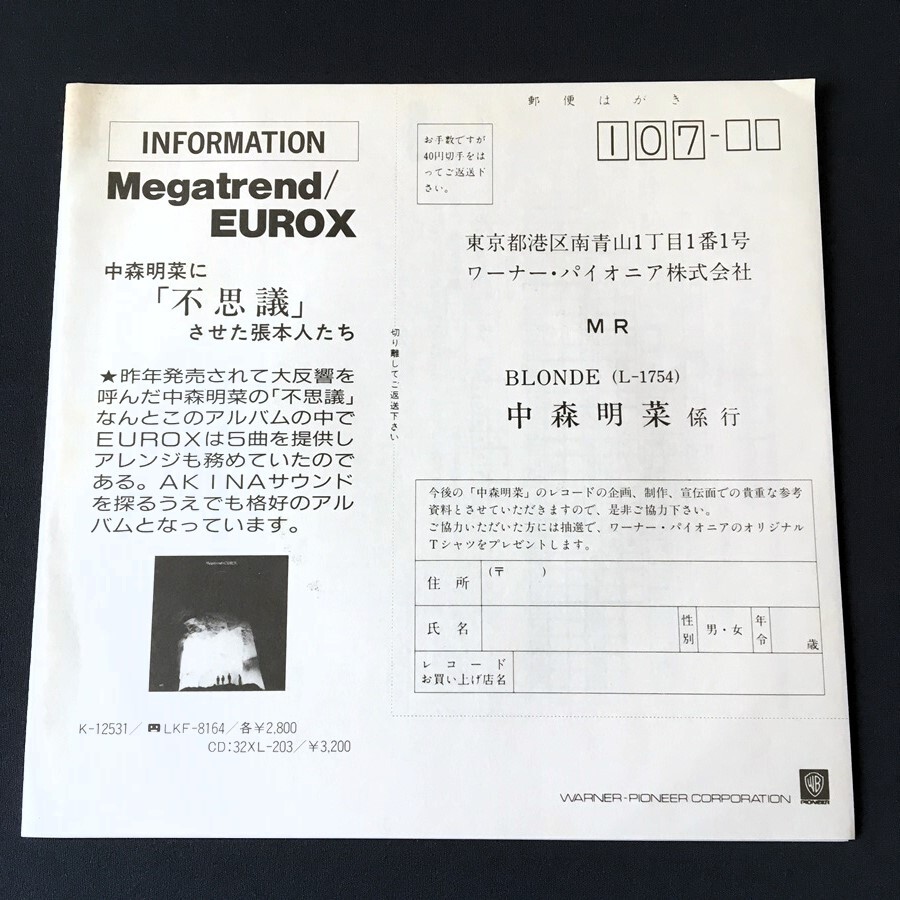 INFORMATION
Megatrend/
EUROX
中森明菜に
「不思議」
させた張本人たち
★昨年発売されて大反響を
呼んだ中森明菜の「不思議」
なんとこのアルバムの中で
EUROXは5曲を提供し
アレンジも務めていたので
ある。AKINAサウンド
を探るうえでも格好のアル
バムとなっています。
K-12531/LKF-8164/各¥2,800
CD:32XL-203/¥3,200
切り離してご返送下さい
郵便はがき
お手数ですが
40円切手をは
ってご返送下
さい。
107-
東京都港区南青山1丁目1番1号
ワーナー・パイオニア株式会社
MR
BLONDE (L-1754)
中森明菜 係行
今後の「中森明菜」のレコードの企画、制作、宣伝面での貴重な参考
資料とさせていただきますので、是非ご協力下さい。
ご協力いただいた方には抽選で、ワーナー・パイオニアのオリジナル
Tシャツをプレゼントします。
住所 (〒 )
氏名 性別 男・女 年令 歳
レコード
お買い上げ店名
WARNER-PIONEER CORPORATION
WB
PIONEER